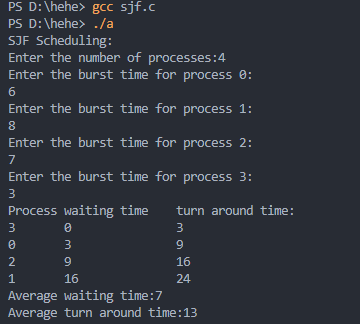 PS D:\hehe> gcc sjf.c
PS D:\hehe> ./a
SJF Scheduling:
Enter the number of processes:4
Enter the burst time for process 0:
6
Enter the burst time for process 1:
8
Enter the burst time for process 2:
7
Enter the burst time for process 3:
3
Process waiting time    turn around time:
3       0               3
0       3               9
2       9               16
1       16              24
Average waiting time:7
Average turn around time:13